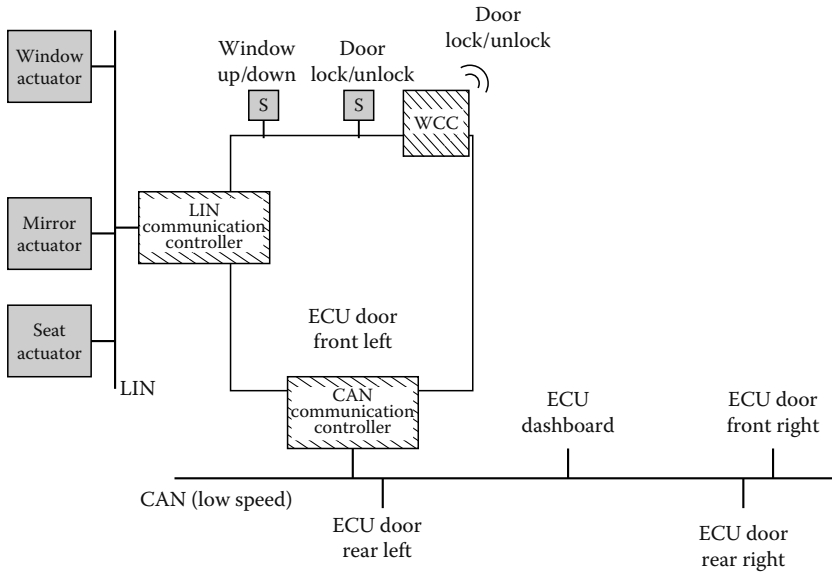 Window
actuator
Mirror
actuator
Seat
actuator
LIN
Window
up/down
Door
lock/unlock
Door
lock/unlock
S
S
WCC
LIN
communication
controller
ECU door
front left
CAN
communication
controller
CAN (low speed)
ECU door
rear left
ECU
dashboard
ECU door
front right
ECU door
rear right